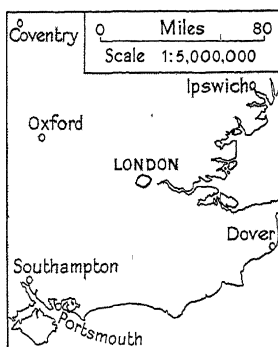 Coventry
0 Miles 80
Scale 1:5,000,000
Ipswich
Oxford
LONDON
Dover
Southampton
Portsmouth